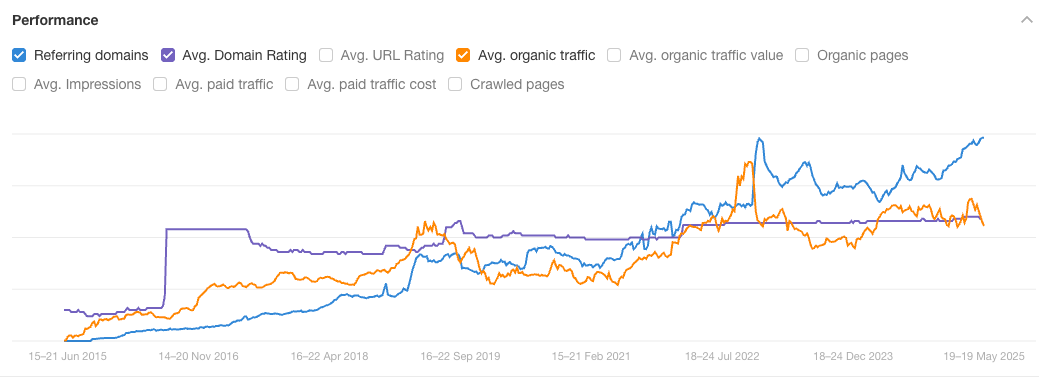 Performance
Referring domains Avg. Domain Rating Avg. URL Rating Avg. organic traffic Avg. organic traffic value Organic pages
Avg. Impressions Avg. paid traffic Avg. paid traffic cost Crawled pages
15–21 Jun 2015 14–20 Nov 2016 16–22 Apr 2018 16–22 Sep 2019 15–21 Feb 2021 18–24 Jul 2022 18–24 Dec 2023 19–19 May 2025